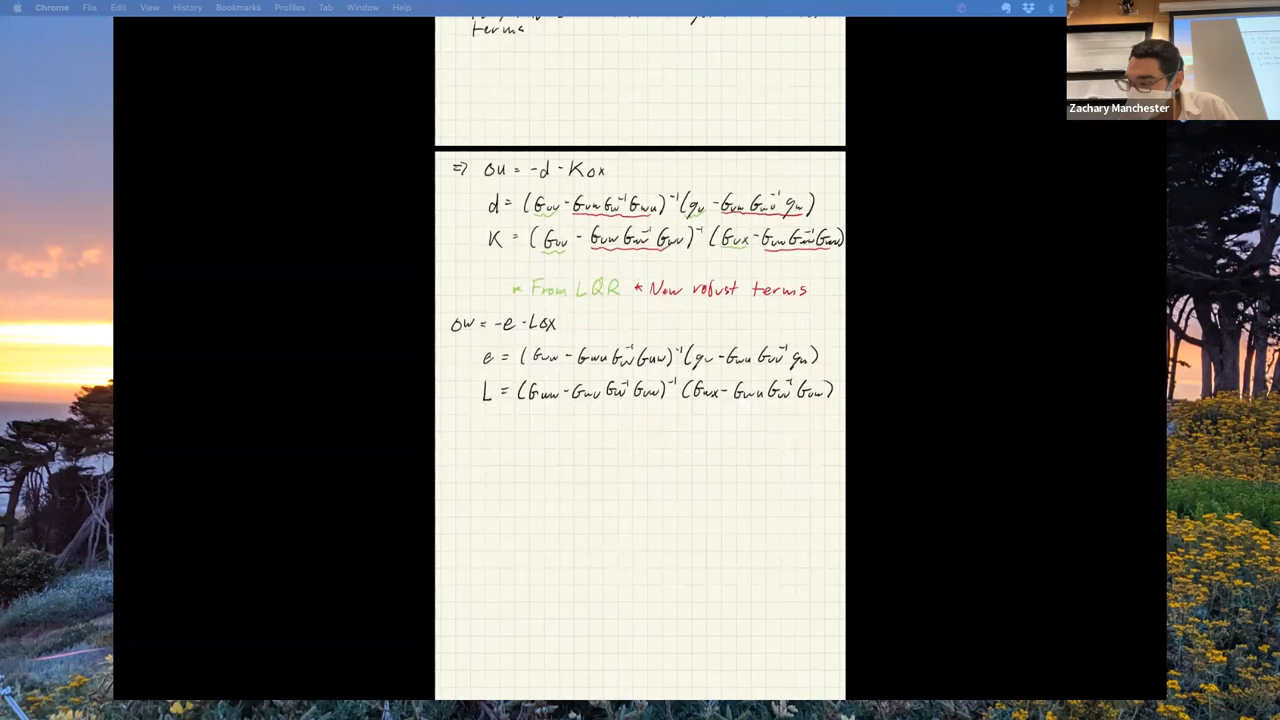 Chrome File Edit View History Bookmarks Profiles Tab Window Help
terms
Zachary Manchester
⇒ Δu = -d - KΔx
d = (Guu - Guw Gww⁻¹ Gwu)⁻¹(gu - Guw Gww⁻¹ gw)
K = (Guu - Guw Gww⁻¹ Gwu)⁻¹(Gux - Guw Gww⁻¹ Gwx)
* From LQR * New robust terms
Δw = -e - LΔx
e = (Gww - Gwu Guu⁻¹ Guw)⁻¹(gw - Gwu Guu⁻¹ gu)
L = (Gww - Gwu Guu⁻¹ Guw)⁻¹(Gwx - Gwu Guu⁻¹ Gux)